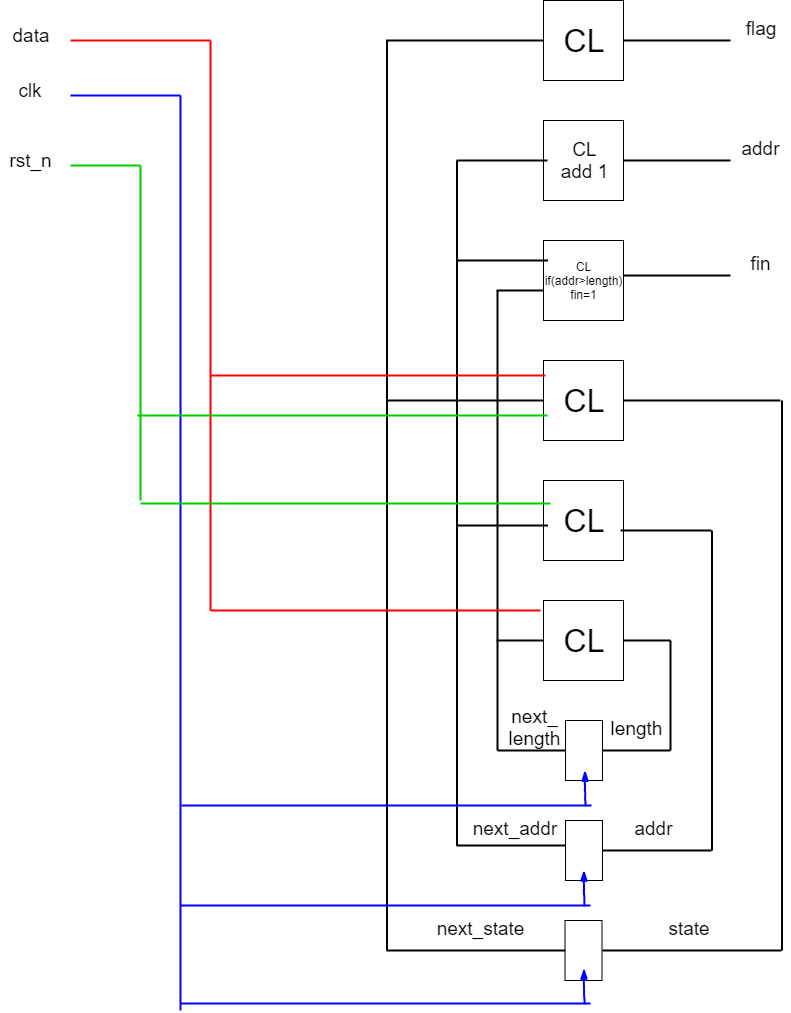 data
clk
rst_n
CL
flag
CL
add 1
addr
CL
if(addr>length)
fin=1
fin
CL
CL
CL
next_
length
length
next_addr
addr
next_state
state